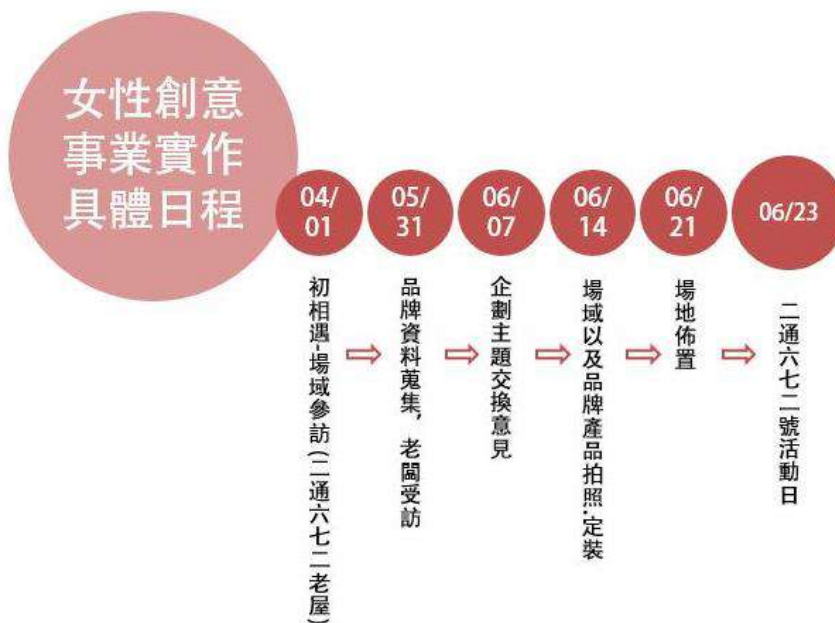 女性創意
事業實作
具體日程
04/
01
05/
31
06/
07
06/
14
06/
21
06/23
初相遇-場域參訪(二通六七二老屋)
品牌資料蒐集, 老闆受訪
企劃主題交換意見
場域以及品牌產品拍照.定裝
場地佈置
二通六七二號活動日